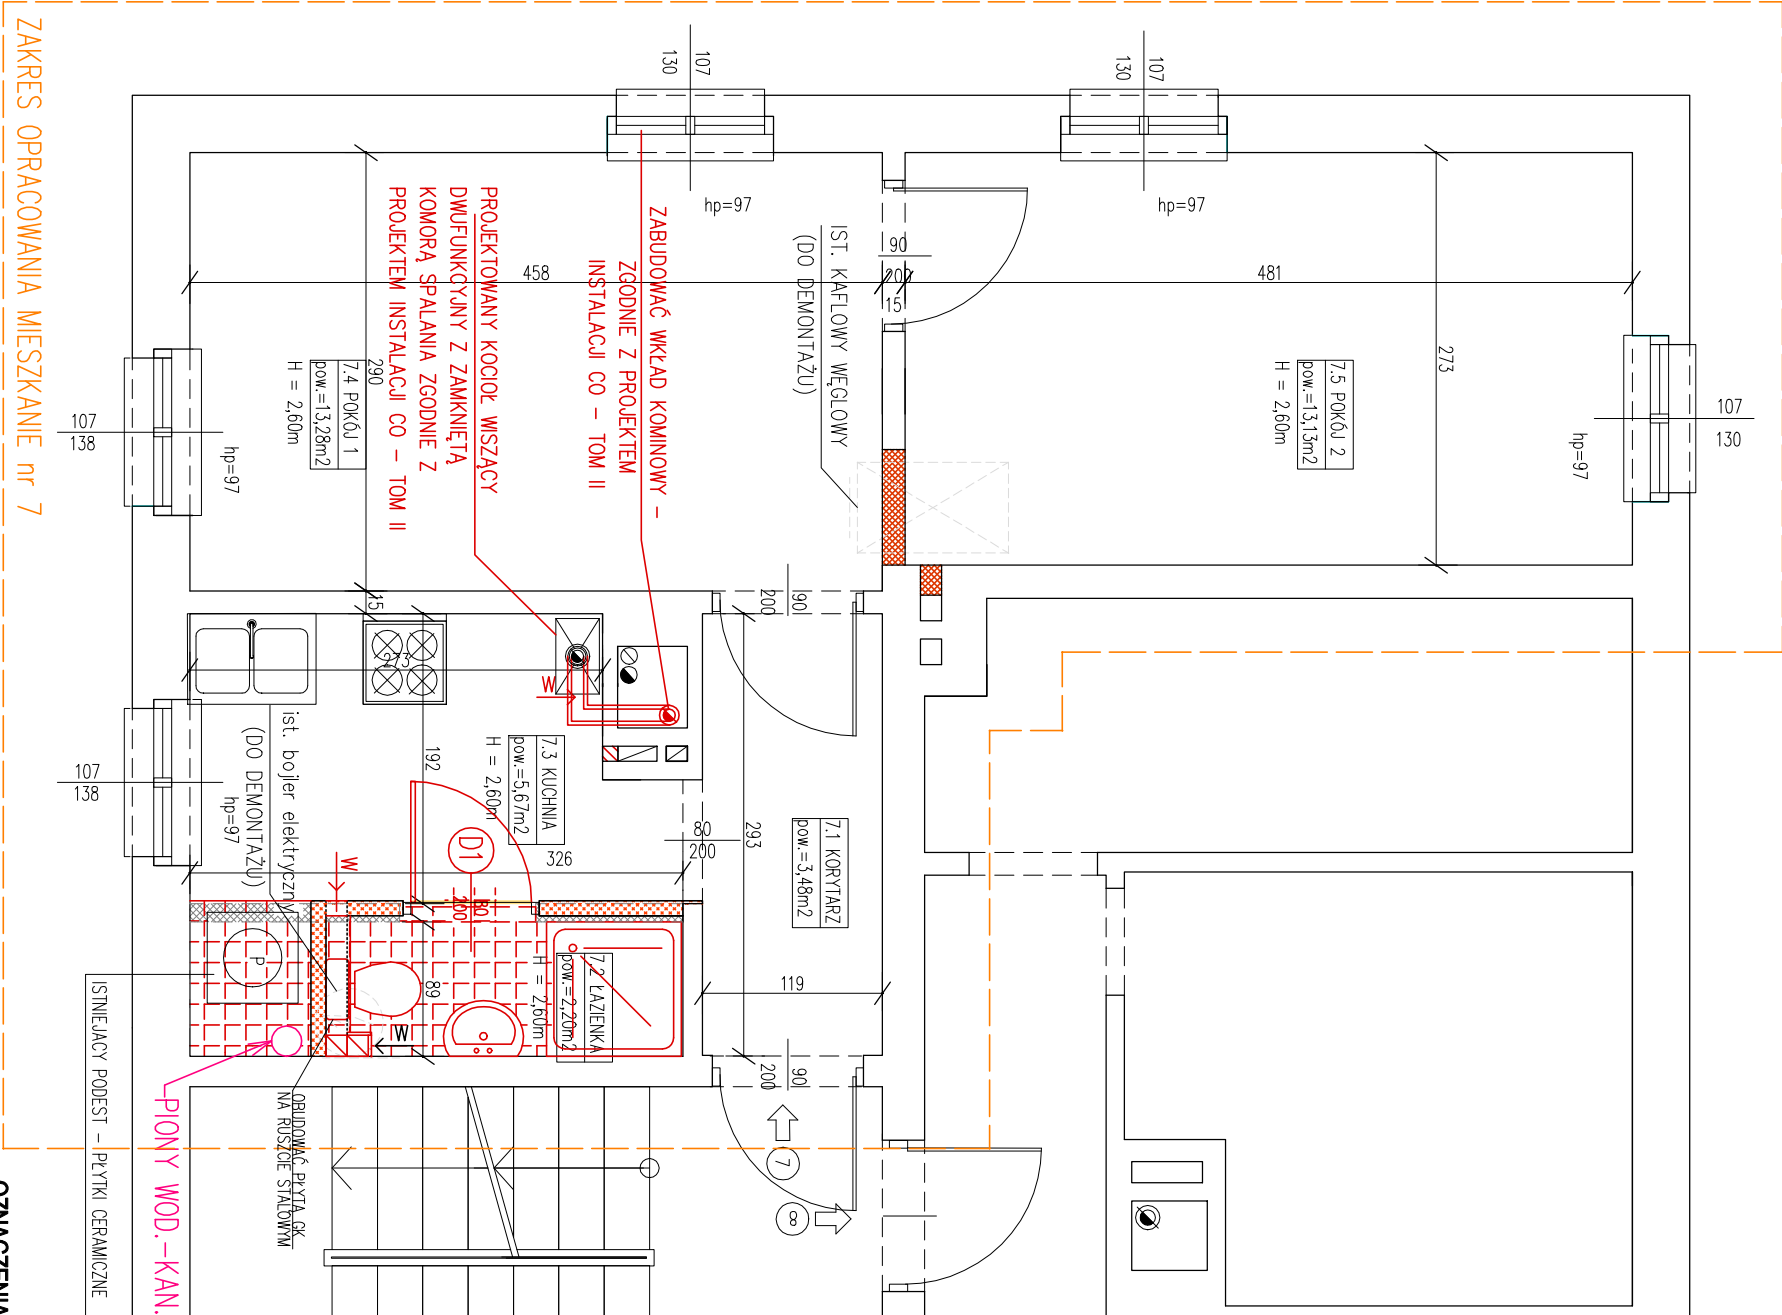 ZAKRES OPRACOWANIA MIESZKANIE nr 7
130
107
130
107
hp=97
hp=97
IST. KAFLOWY WĘGLOWY
(DO DEMONTAŻU)
90
200
15
458
481
273
290
ZABUDOWAĆ WKŁAD KOMINOWY -
ZGODNIE Z PROJEKTEM
INSTALACJI CO - TOM II
PROJEKTOWANY KOCIOŁ WISZĄCY
DWUFUNKCYJNY Z ZAMKNIĘTĄ
KOMORĄ SPALANIA ZGODNIE Z
PROJEKTEM INSTALACJI CO - TOM II
7.4 POKÓJ 1
pow.=13,28m2
H = 2,60m
7.5 POKÓJ 2
pow.=13,13m2
H = 2,60m
107
138
hp=97
107
130
hp=97
15
200
90
273
W
192
7.3 KUCHNIA
pow.=5,67m2
H = 2,60m
326
293
80
200
7.1 KORYTARZ
pow.=3,48m2
107
138
hp=97
ist. bojler elektryczny
(DO DEMONTAŻU)
W
D1
80
200
P
89
W
7.2 ŁAZIENKA
pow.=2,20m2
H = 2,60m
119
200
90
7
8
ISTNIEJĄCY PODEST - PŁYTKI CERAMICZNE
PIONY WOD.-KAN.
OBUDOWAĆ PŁYTĄ GK
NA RUSZCIE STALOWYM
OZNACZENIA